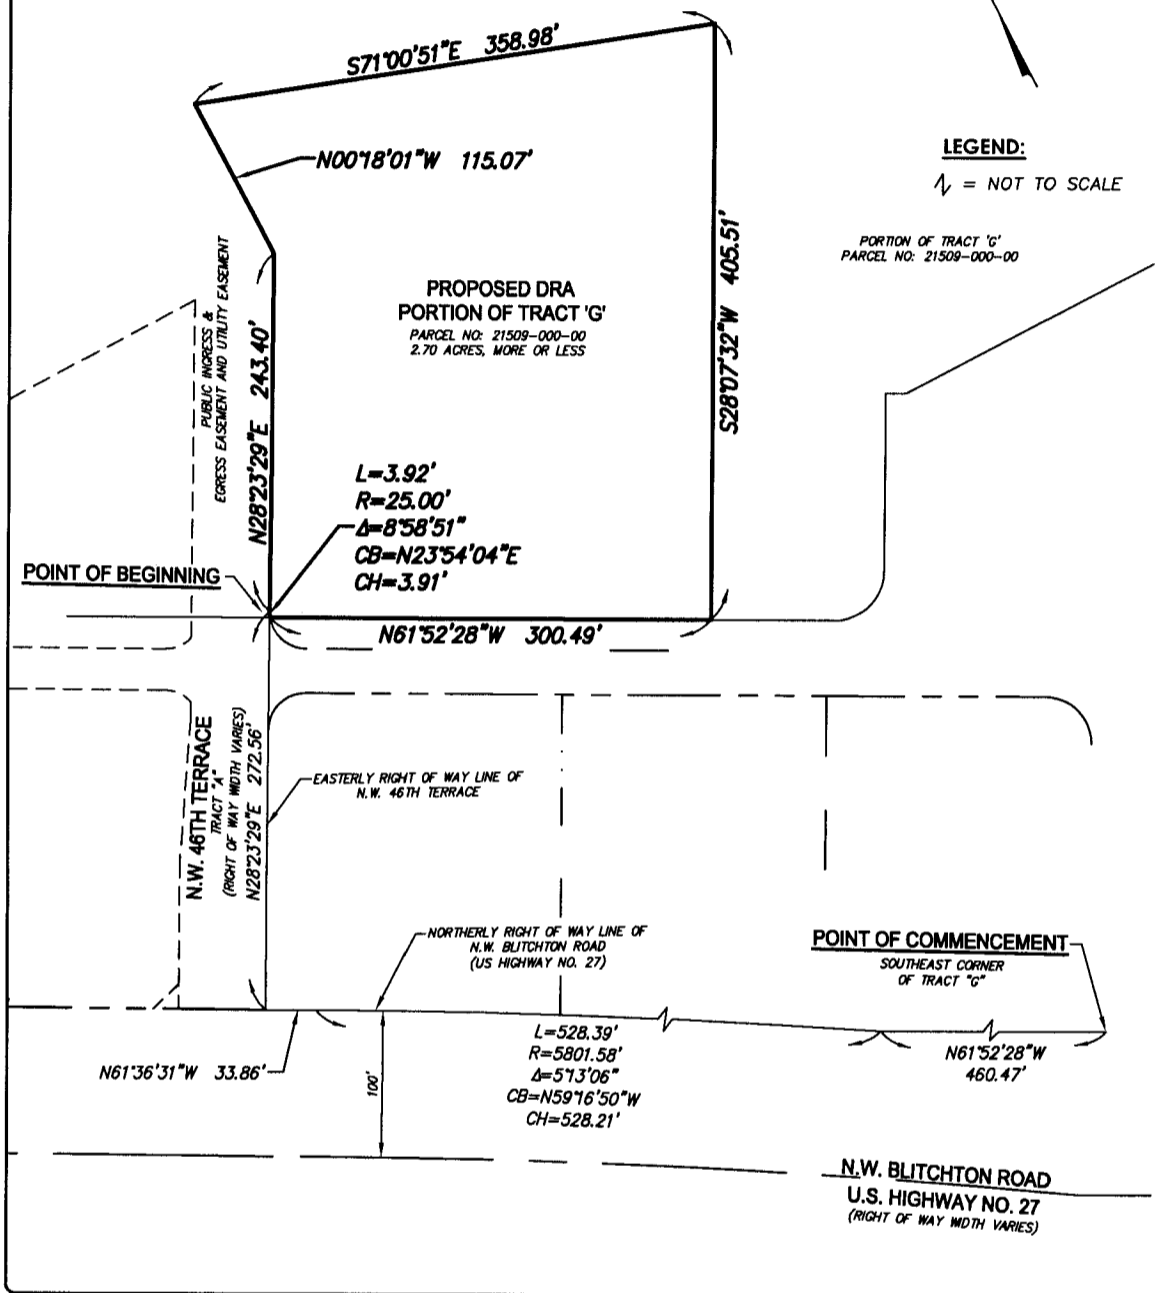 S71°00'51"E 358.98'
N00°18'01"W 115.07'
LEGEND:
= NOT TO SCALE
PORTION OF TRACT 'G'
PARCEL NO: 21509-000-00
PROPOSED DRA
PORTION OF TRACT 'G'
PARCEL NO: 21509-000-00
2.70 ACRES, MORE OR LESS
S28°07'32"W 405.51'
PUBLIC INGRESS &
EGRESS EASEMENT AND UTILITY EASEMENT
N28°23'29"E 243.40'
L=3.92'
R=25.00'
Δ=8°58'51"
CB=N23°54'04"E
CH=3.91'
POINT OF BEGINNING
N61°52'28"W 300.49'
N.W. 46TH TERRACE
TRACT "A"
(RIGHT OF WAY WIDTH VARIES)
N28°23'29"E 272.56'
EASTERLY RIGHT OF WAY LINE OF
N.W. 46TH TERRACE
NORTHERLY RIGHT OF WAY LINE OF
N.W. BLITCHTON ROAD
(US HIGHWAY NO. 27)
POINT OF COMMENCEMENT
SOUTHEAST CORNER
OF TRACT "G"
N61°36'31"W 33.86'
100'
L=528.39'
R=5801.58'
Δ=5°13'06"
CB=N59°16'50"W
CH=528.21'
N61°52'28"W
460.47'
N.W. BLITCHTON ROAD
U.S. HIGHWAY NO. 27
(RIGHT OF WAY WIDTH VARIES)